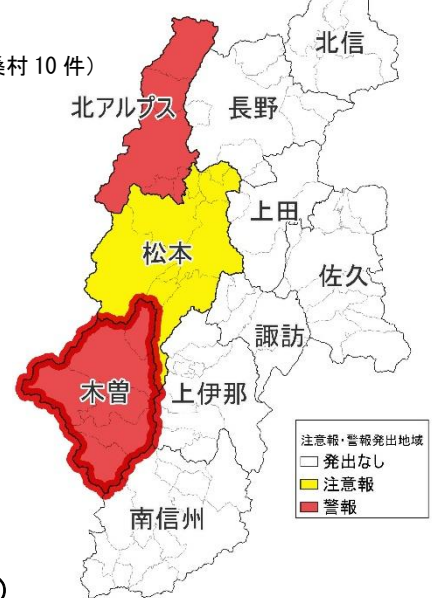 村 10 件)
北信
北アルプス
長野
上田
松本
佐久
諏訪
木曽
上伊那
南信州
注意報・警報発出地域
発出なし
注意報
警報
)